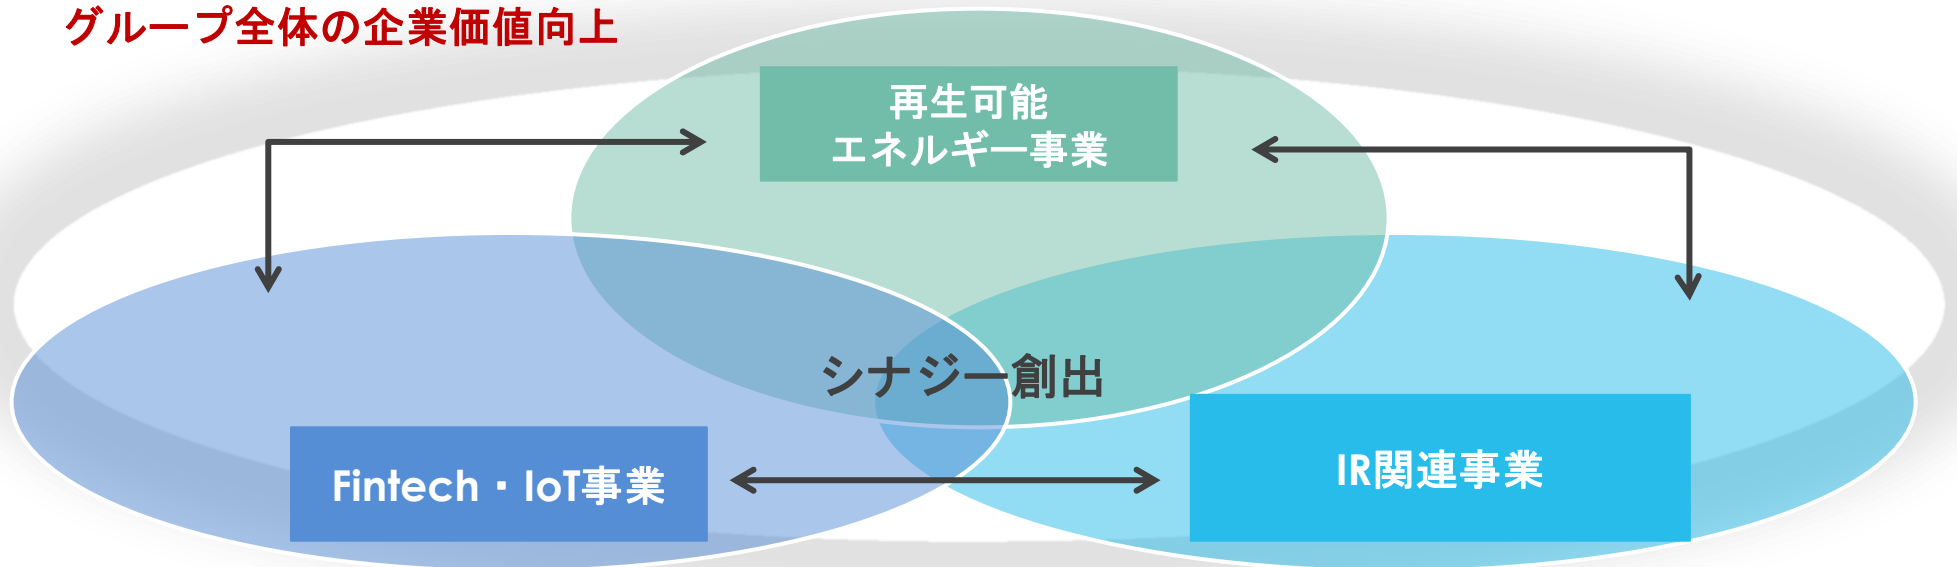 グループ全体の企業価値向上
再生可能
エネルギー事業
シナジー創出
Fintech・IoT事業
IR関連事業